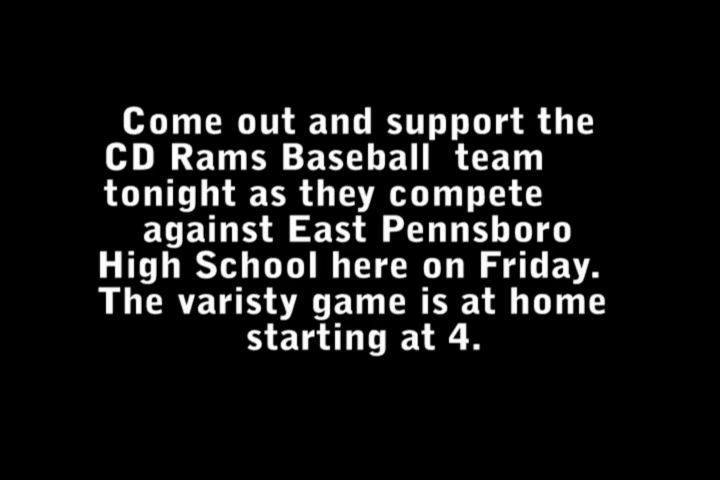 Come out and support the
CD Rams Baseball team
tonight as they compete
against East Pennsboro
High School here on Friday.
The varisty game is at home
starting at 4.